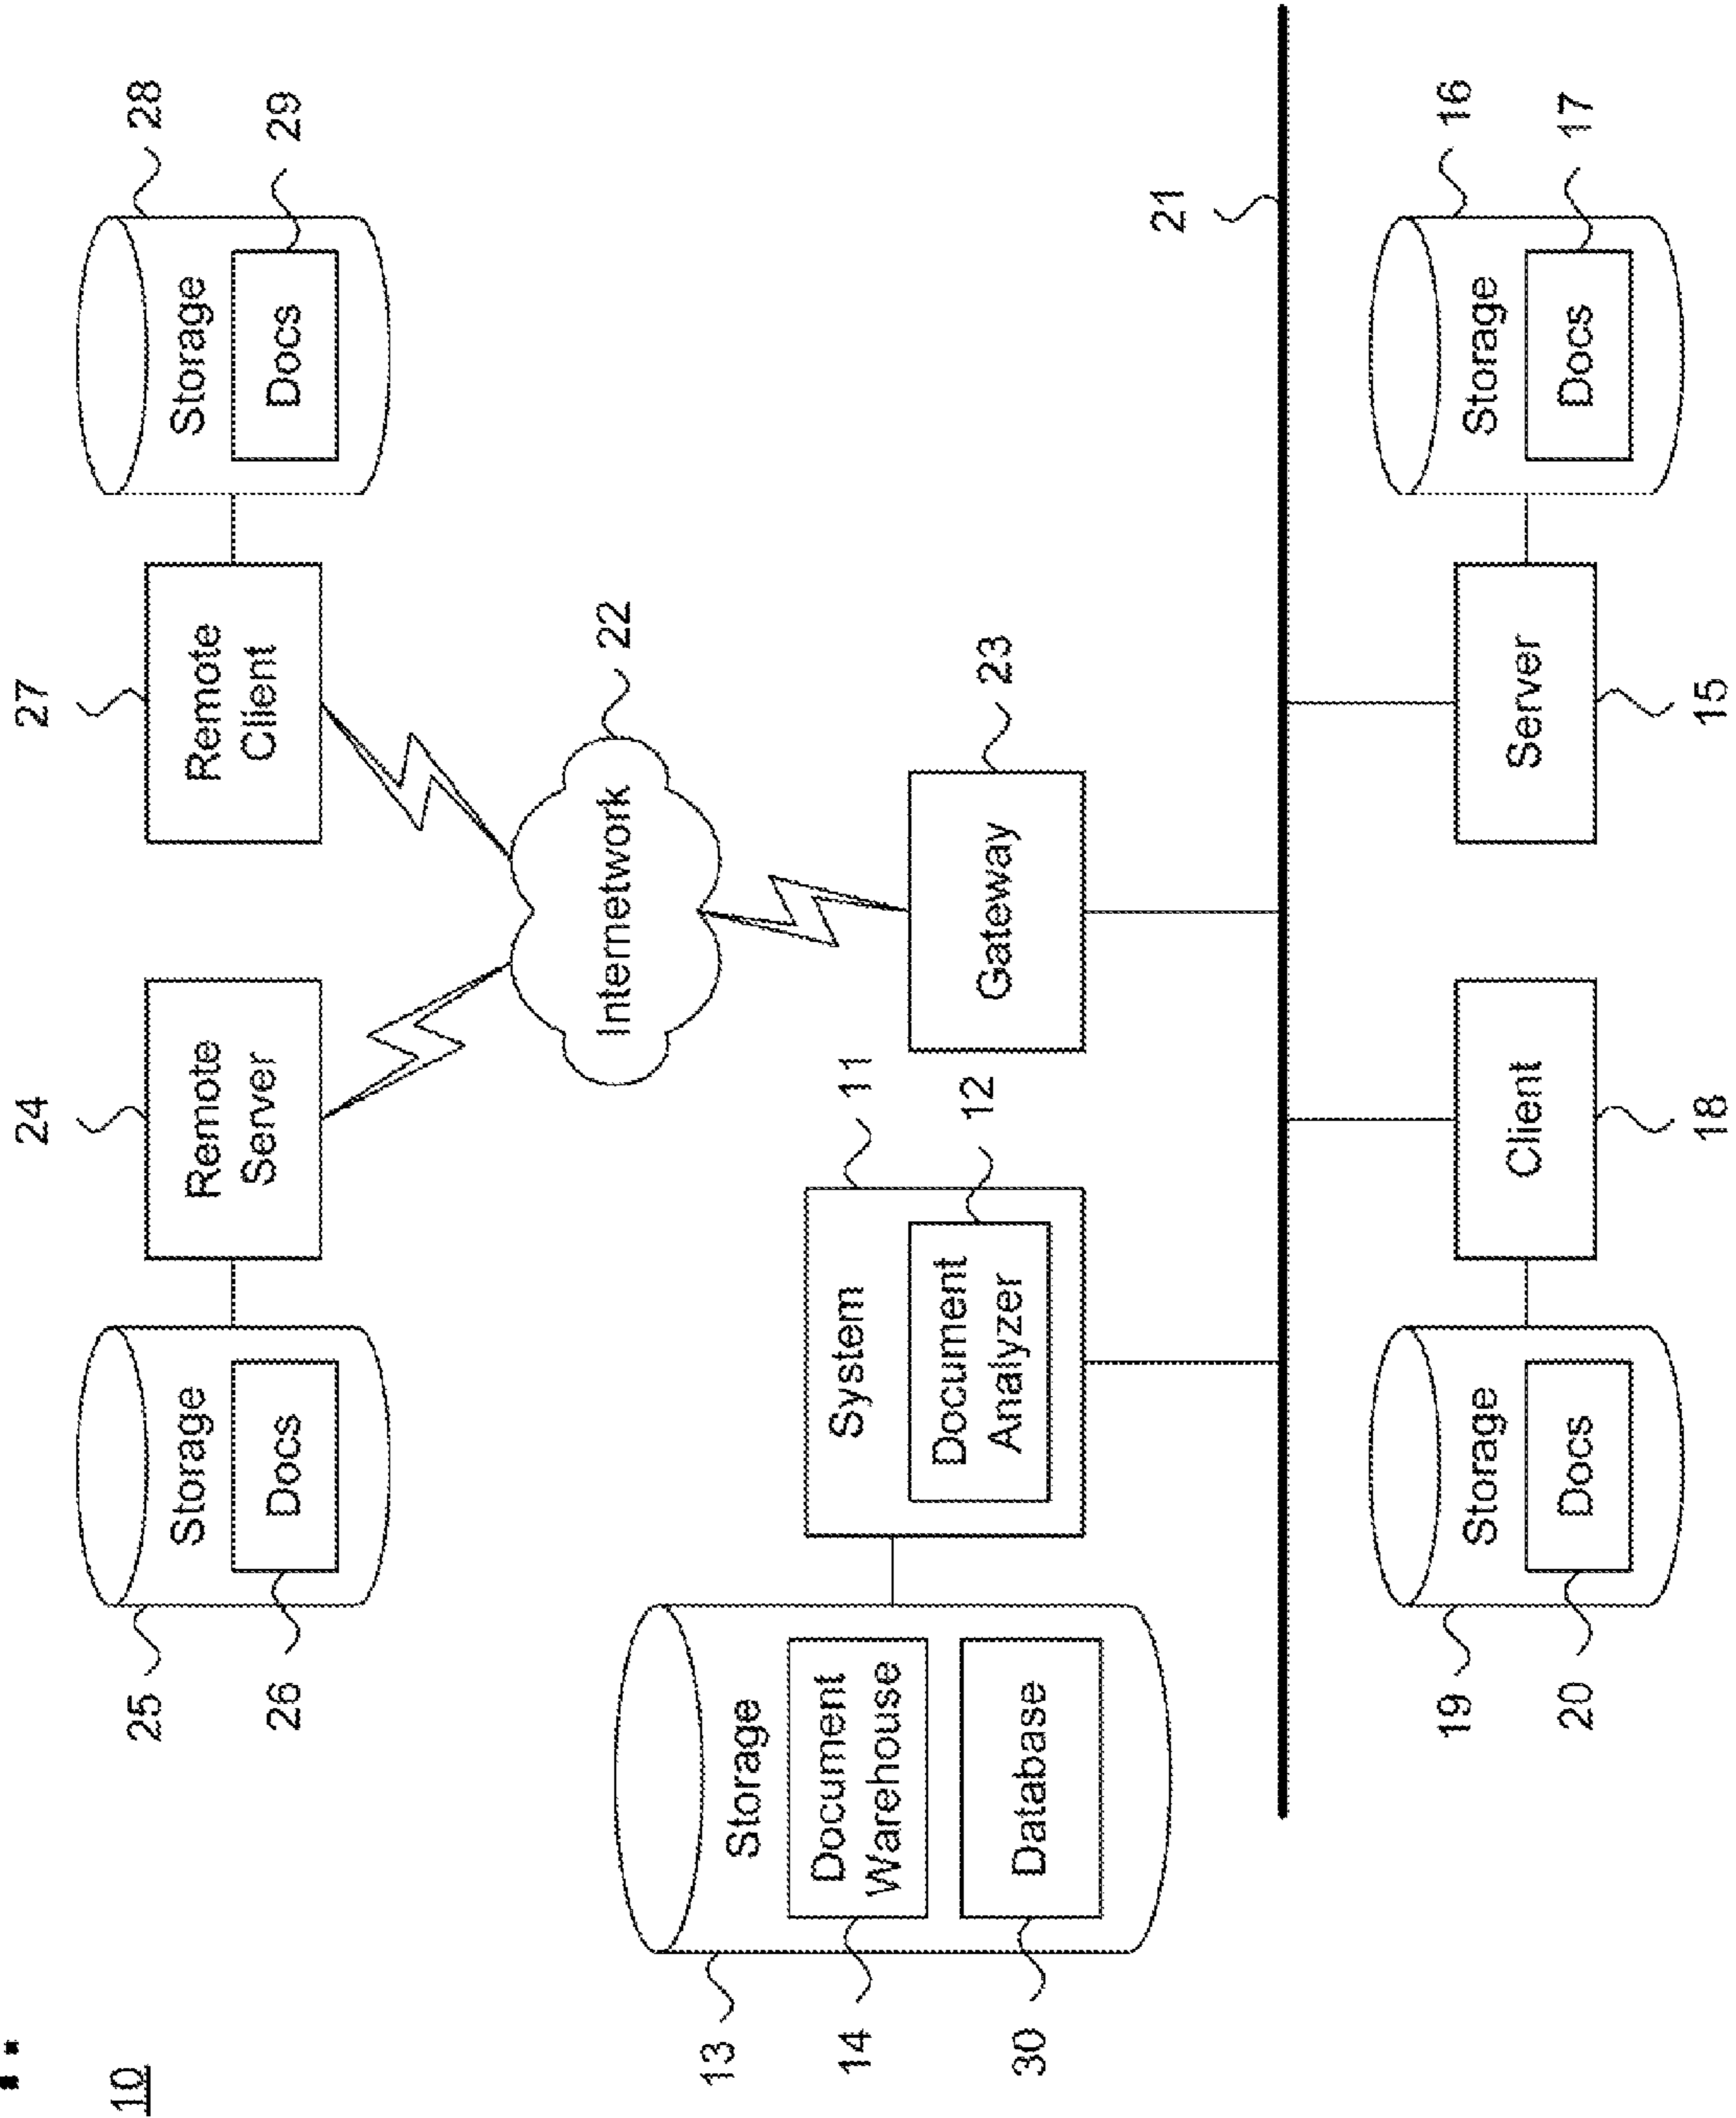 10
24
27
25
28
Storage
Remote
Server
Remote
Client
Storage
26
Docs
Docs
29
Internetwork
22
13
Storage
System
11
14
Document
Warehouse
Document
Analyzer
12
Gateway
23
30
Database
21
19
16
Storage
Client
Server
Storage
20
Docs
Docs
17
18
15